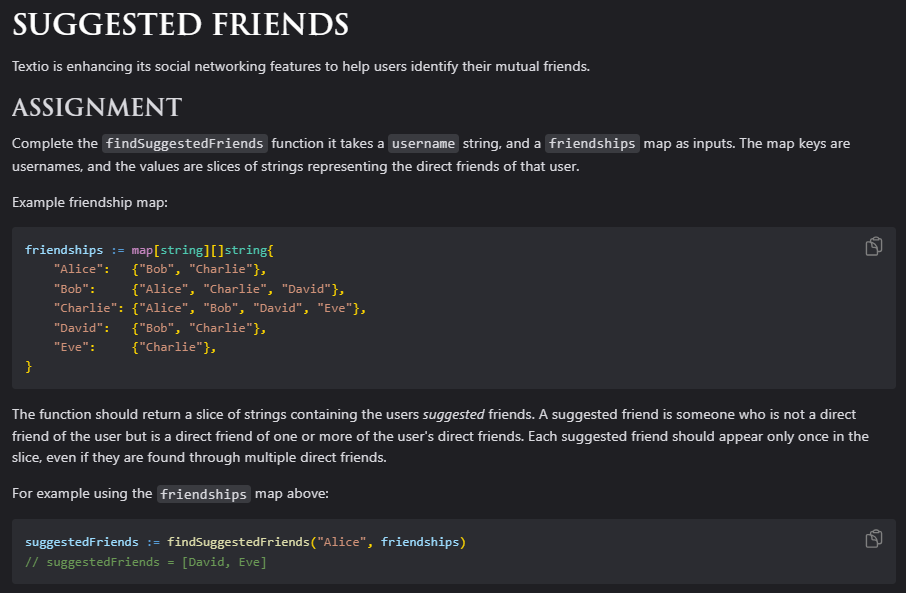 SUGGESTED FRIENDS
Textio is enhancing its social networking features to help users identify their mutual friends.
ASSIGNMENT
Complete the findSuggestedFriends function it takes a username string, and a friendships map as inputs. The map keys are
usernames, and the values are slices of strings representing the direct friends of that user.
Example friendship map:
friendships := map[string][]string{
    "Alice":   {"Bob", "Charlie"},
    "Bob":     {"Alice", "Charlie", "David"},
    "Charlie": {"Alice", "Bob", "David", "Eve"},
    "David":   {"Bob", "Charlie"},
    "Eve":     {"Charlie"},
}
The function should return a slice of strings containing the users suggested friends. A suggested friend is someone who is not a direct
friend of the user but is a direct friend of one or more of the user's direct friends. Each suggested friend should appear only once in the
slice, even if they are found through multiple direct friends.
For example using the friendships map above:
suggestedFriends := findSuggestedFriends("Alice", friendships)
// suggestedFriends = [David, Eve]